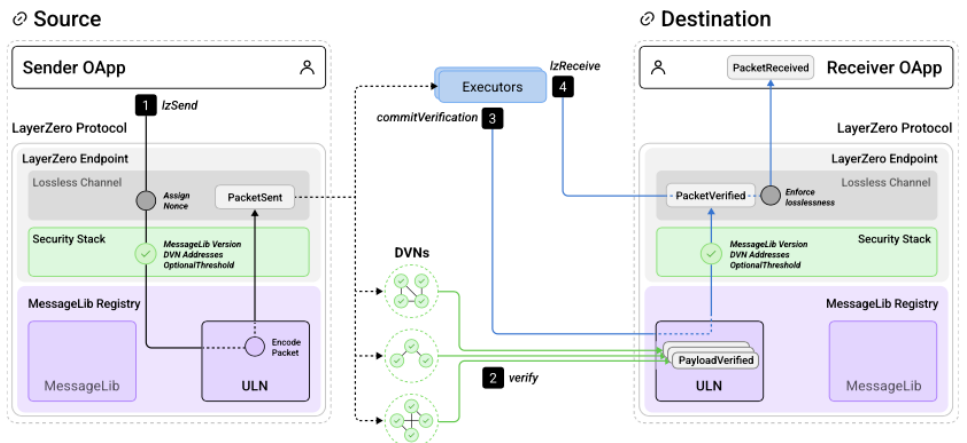 Source
Sender OApp
1 lzSend
LayerZero Protocol
LayerZero Endpoint
Lossless Channel
Assign
Nonce
PacketSent
Security Stack
MessageLib Version
DVN Addresses
OptionalThreshold
MessageLib Registry
MessageLib
Encode
Packet
ULN
Executors
lzReceive
4
commitVerification 3
DVNs
2 verify
Destination
PacketReceived
Receiver OApp
LayerZero Protocol
LayerZero Endpoint
Lossless Channel
PacketVerified
Enforce
losslessness
Security Stack
MessageLib Version
DVN Addresses
OptionalThreshold
MessageLib Registry
PayloadVerified
ULN
MessageLib